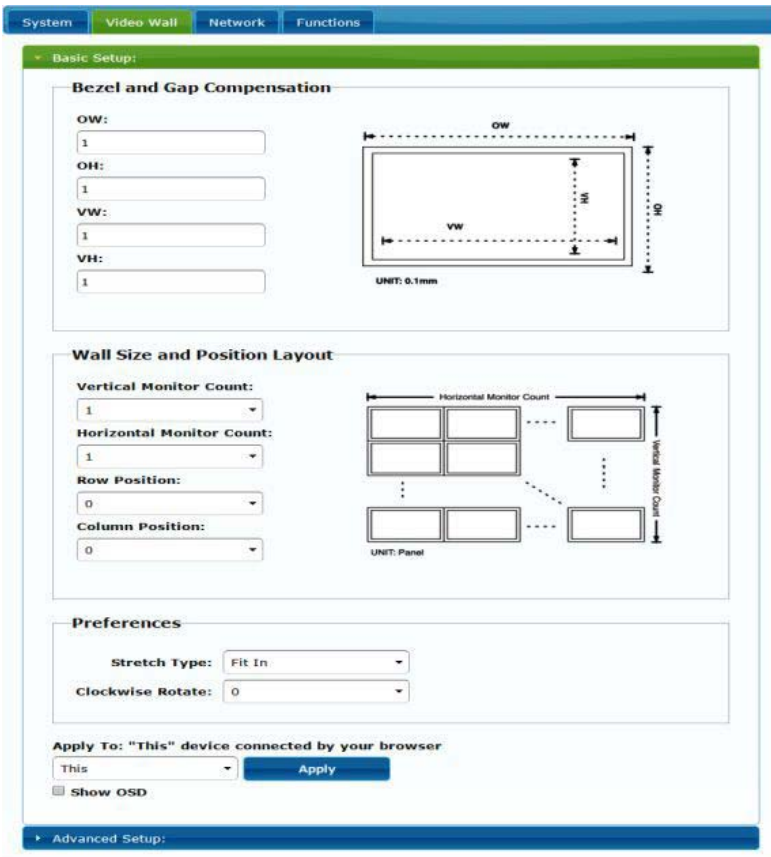 System Video Wall Network Functions
Basic Setup:
Bezel and Gap Compensation
OW:
1
OH:
1
VW:
1
VH:
1
OW
VH
OH
VW
UNIT: 0.1mm
Wall Size and Position Layout
Vertical Monitor Count:
1
Horizontal Monitor Count:
1
Row Position:
0
Column Position:
0
Horizontal Monitor Count
Vertical Monitor Count
UNIT: Panel
Preferences
Stretch Type: Fit In
Clockwise Rotate: 0
Apply To: "This" device connected by your browser
This Apply
Show OSD
Advanced Setup: